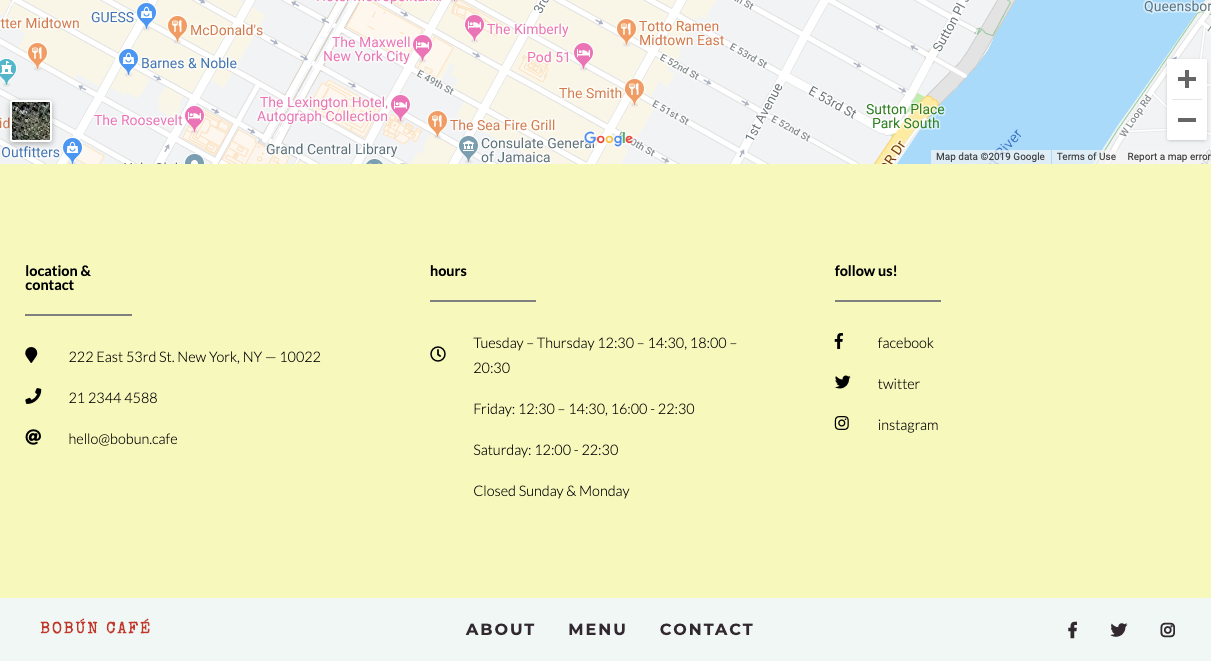 Queensbor
GUESS
tter Midtown
McDonald's
The Kimberly
Totto Ramen
Midtown East
Sutton Pl
The Maxwell
New York City
Pod 51
E 53rd St
Barnes & Noble
E 52nd St
E 49th St
The Smith
E 53rd St
The Lexington Hotel,
Autograph Collection
E 51st St
1st Avenue
Sutton Place
Park South
W Loop Rd
The Roosevelt
The Sea Fire Grill
E 52nd St
Google
Grand Central Library
Consulate General
of Jamaica
Outfitters
River
Map data ©2019 Google
Terms of Use
Report a map error
location &
contact
222 East 53rd St. New York, NY — 10022
21 2344 4588
hello@bobun.cafe
hours
Tuesday – Thursday 12:30 – 14:30, 18:00 –
20:30
Friday: 12:30 – 14:30, 16:00 - 22:30
Saturday: 12:00 - 22:30
Closed Sunday & Monday
follow us!
facebook
twitter
instagram
BOBÚN CAFÉ
ABOUT MENU CONTACT